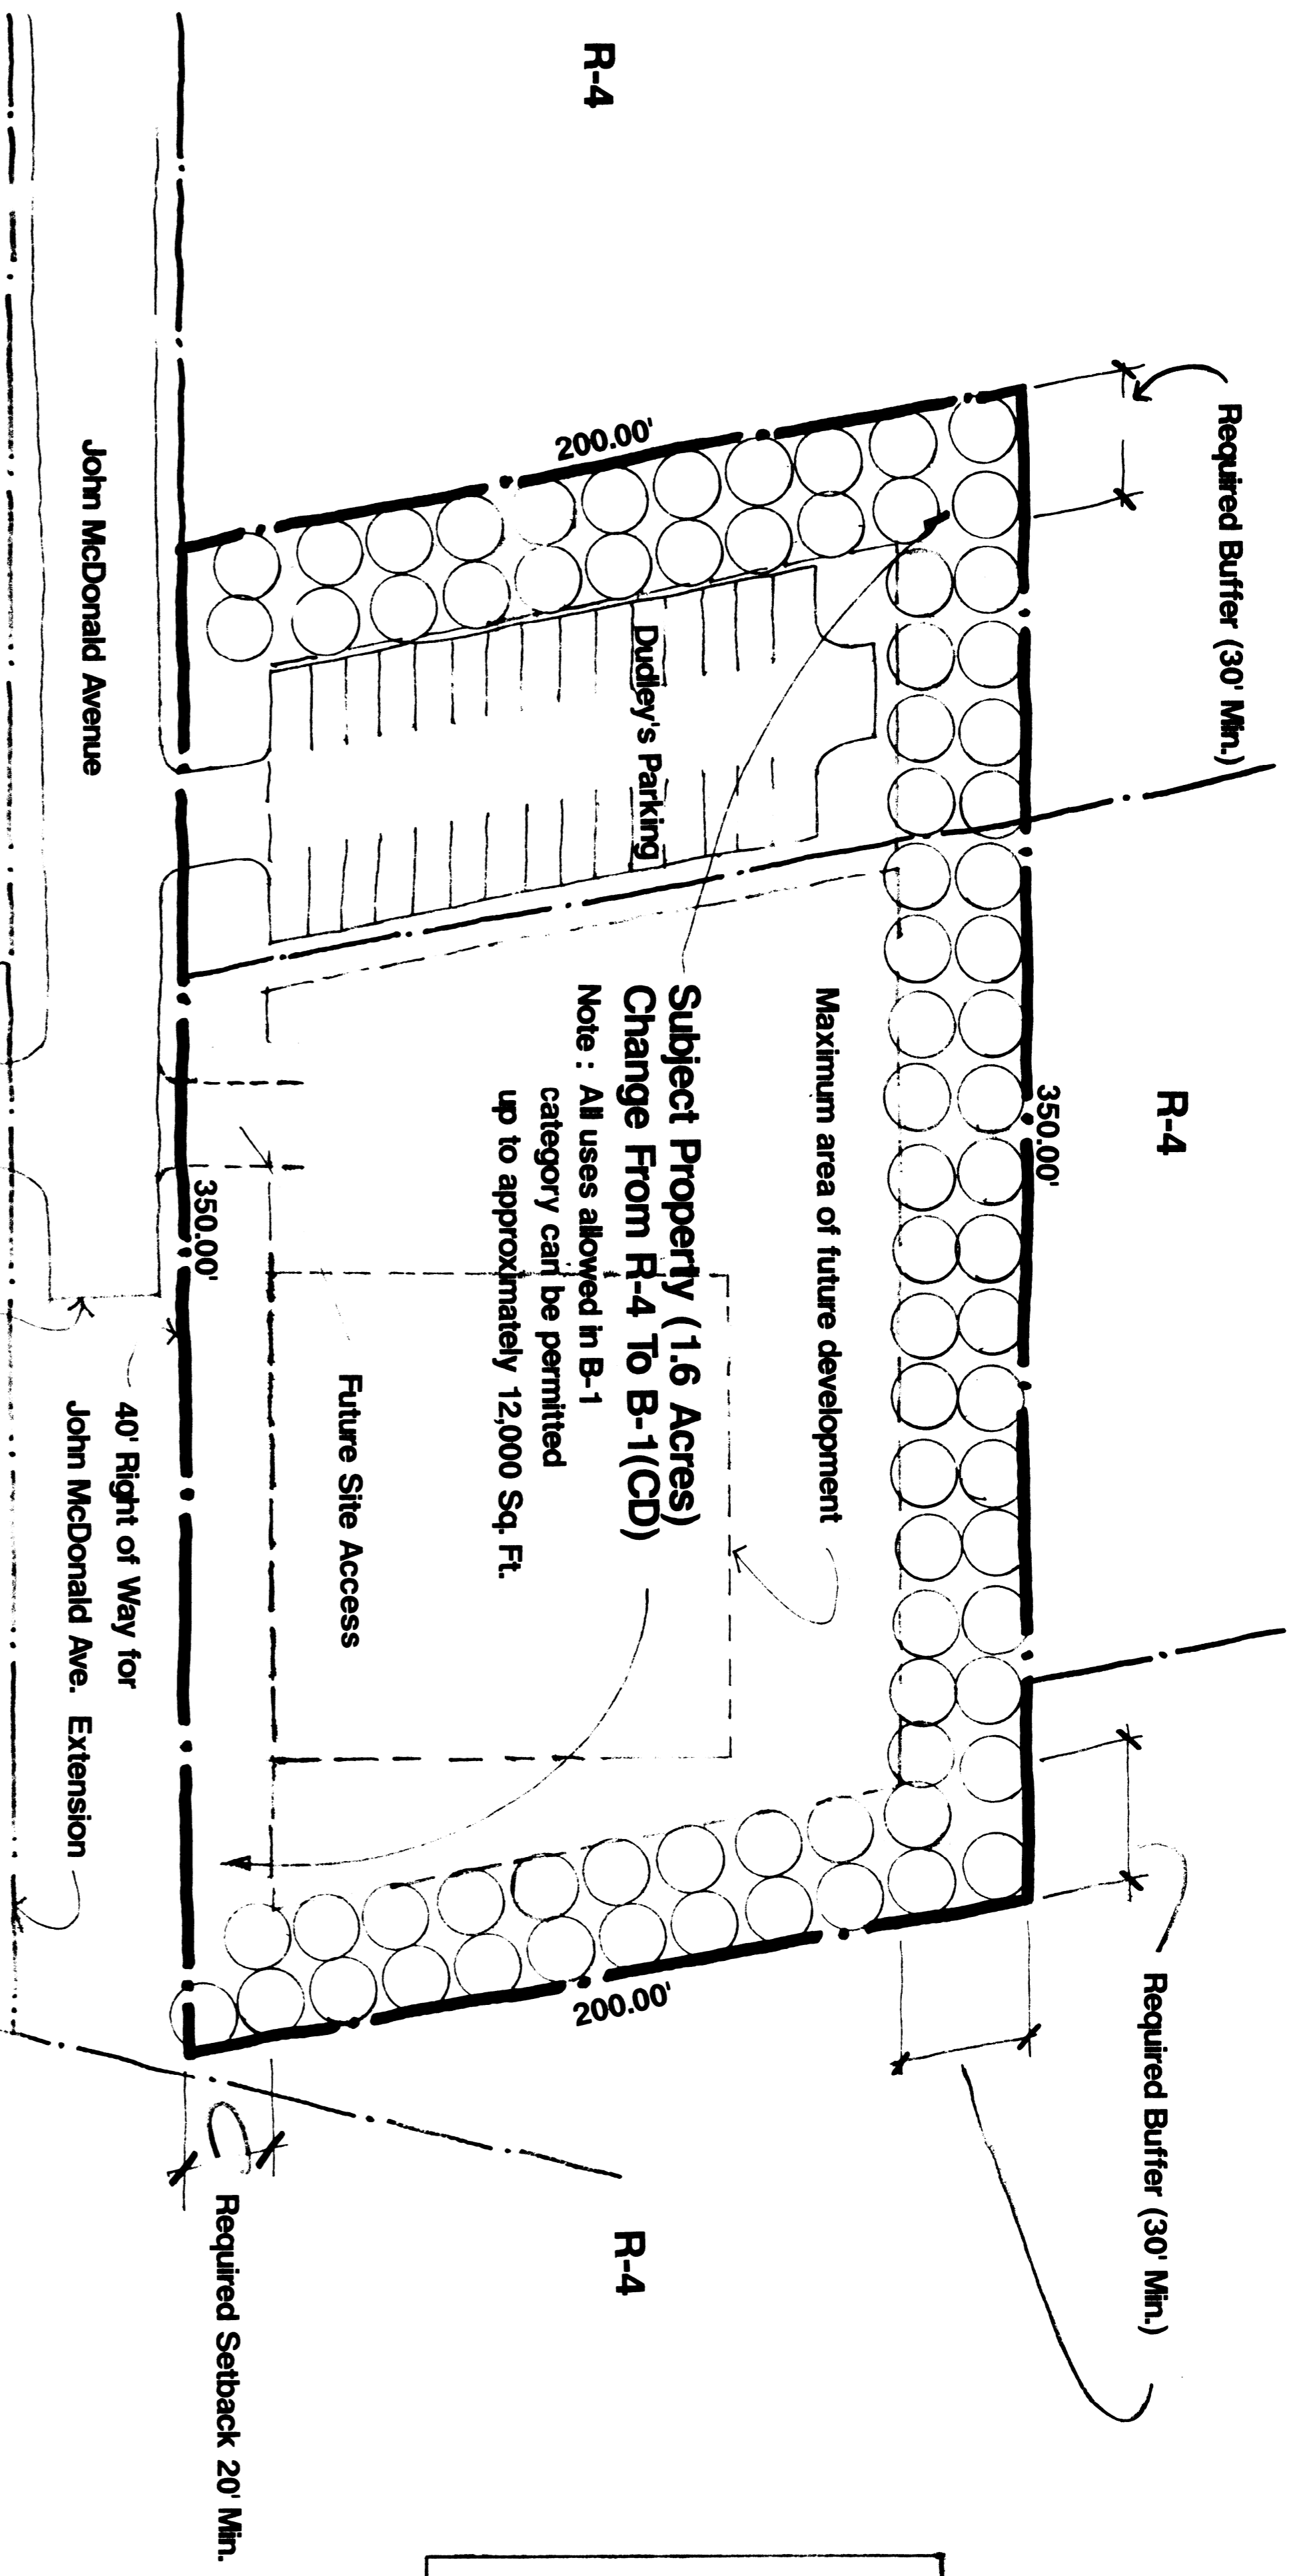 Required Buffer (30' Min.)
Required Buffer (30' Min.)
R-4
R-4
R-4
350.00'
200.00'
Dudley's Parking
Maximum area of future development
Subject Property (1.6 Acres)
Change From R-4 To B-1(CD)
Note : All uses allowed in B-1
category can be permitted
up to approximately 12,000 Sq. Ft.
200.00'
Future Site Access
350.00'
Required Setback 20' Min.
John McDonald Avenue
40' Right of Way for
John McDonald Ave. Extension